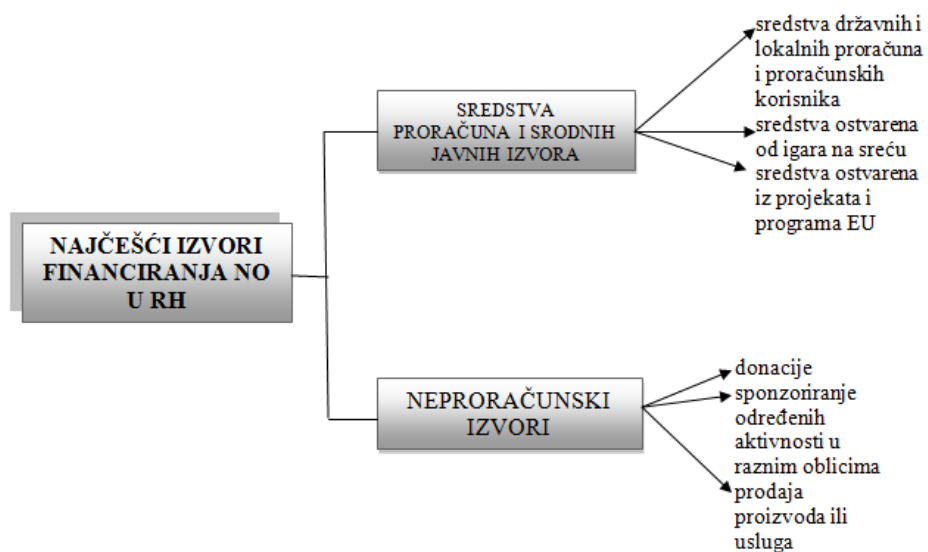 NAJČEŠĆI IZVORI
FINANCIRANJA NO
U RH
SREDSTVA
PRORAČUNA I SRODNIH
JAVNIH IZVORA
sredstva državnih i
lokalnih proračuna
i proračunskih
korisnika
sredstva ostvarena
od igara na sreću
sredstva ostvarena
iz projekata i
programa EU
NEPRORAČUNSKI
IZVORI
donacije
sponzoriranje
određenih
aktivnosti u
raznim oblicima
prodaja
proizvoda ili
usluga